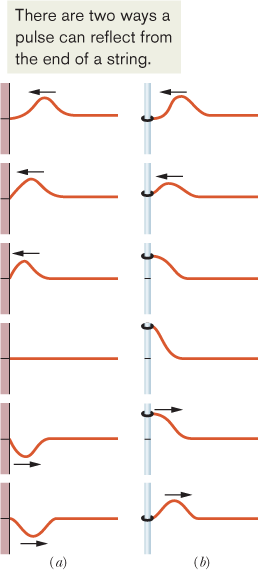 There are two ways a
pulse can reflect from
the end of a string.
(a)
(b)